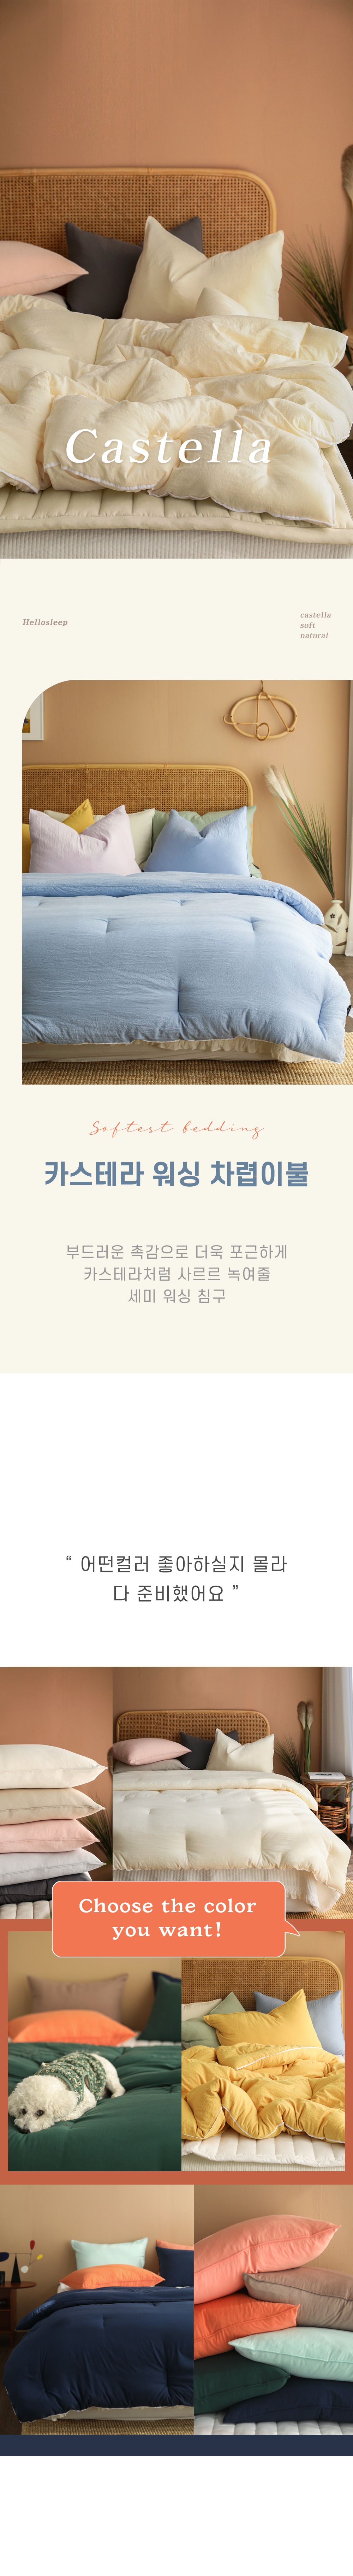 Castella
Hellosleep
castella
soft
natural
Softest bedding
카스테라 워싱 차렵이불
부드러운 촉감으로 더욱 포근하게
카스테라처럼 사르르 녹여줄
세미 워싱 침구
“ 어떤컬러 좋아하실지 몰라
다 준비했어요 ”
Choose the color
you want!